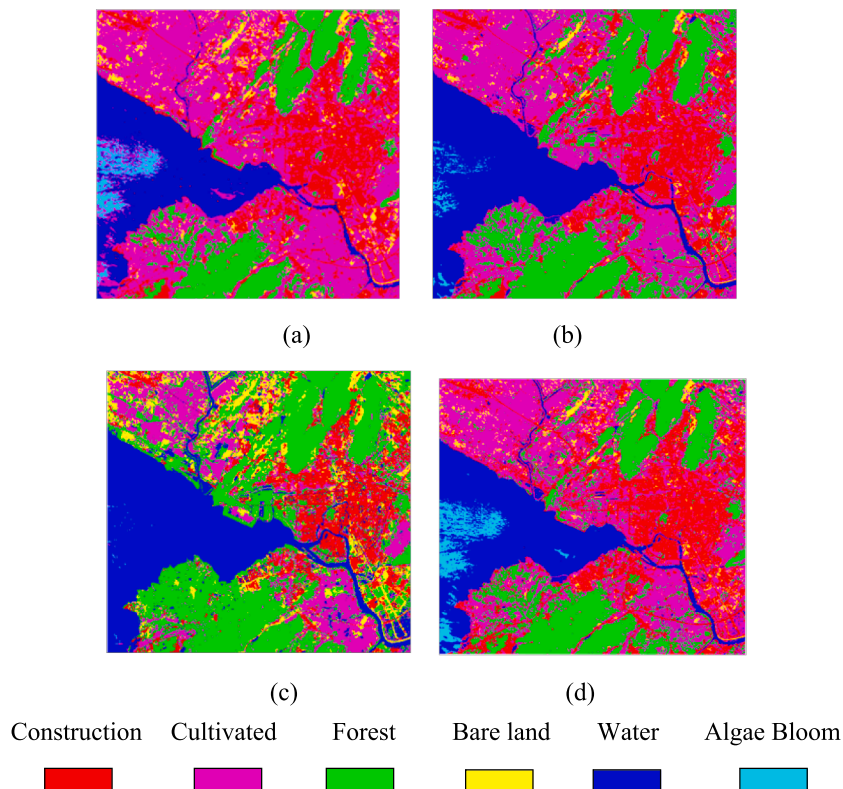 (a)
(b)
(c)
(d)
Construction Cultivated Forest Bare land Water Algae Bloom